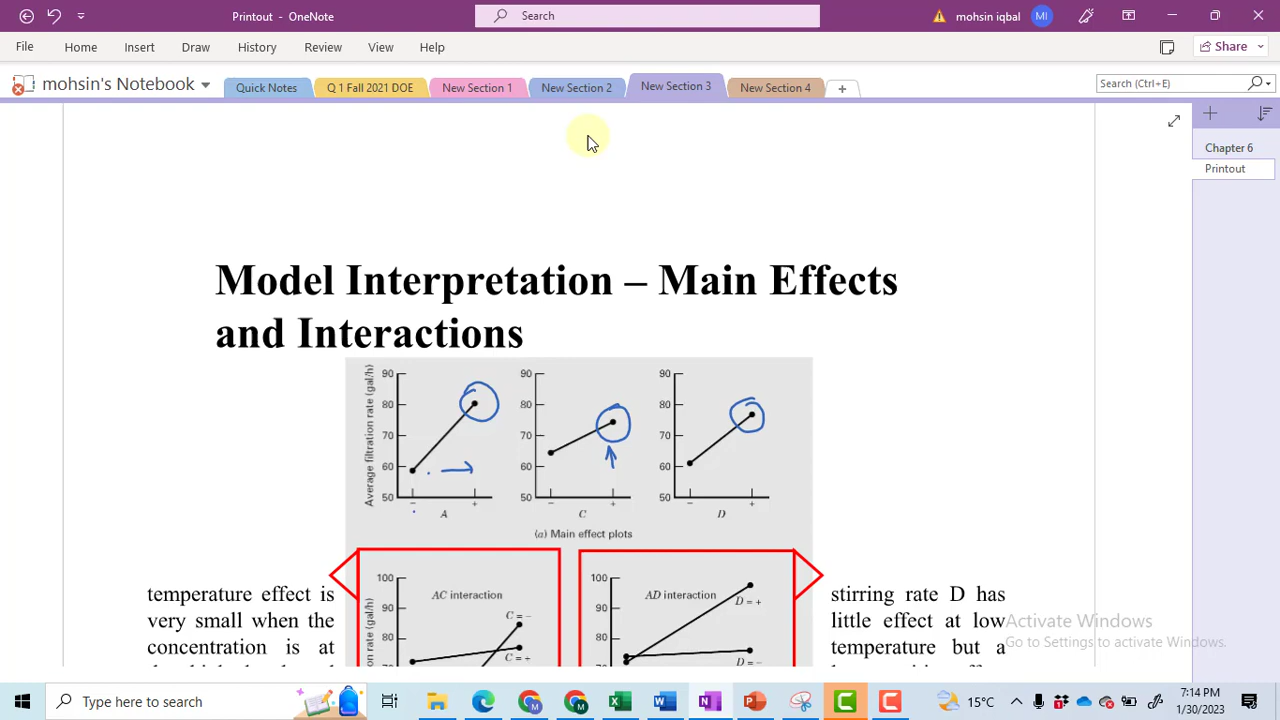 Printout - OneNote
Search
mohsin iqbal
MI
File Home Insert Draw History Review View Help
Share
mohsin's Notebook
Quick Notes
Q 1 Fall 2021 DOE
New Section 1
New Section 2
New Section 3
New Section 4
Search (Ctrl+E)
Chapter 6
Printout
Model Interpretation – Main Effects
and Interactions
Average filtration rate (gal/h)
90 80 70 60 50
– +
A
90 80 70 60 50
– +
C
90 80 70 60 50
– +
D
(a) Main effect plots
temperature effect is
very small when the
concentration is at
100
90
80
AC interaction
C = –
C = +
100
90
80
AD interaction
D = +
D = –
stirring rate D has
little effect at low
temperature but a
Activate Windows
Go to Settings to activate Windows.
Type here to search
15°C
7:14 PM
1/30/2023